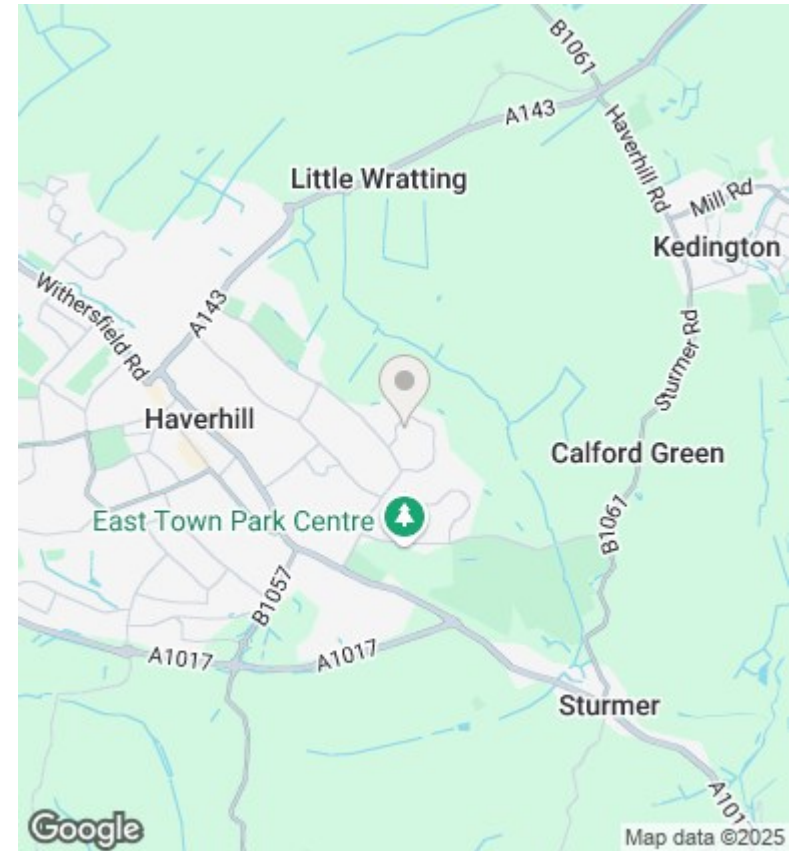 B1061
A143
Haverhill Rd
Little Wratting
Mill Rd
Kedington
Withersfield Rd
A143
Sturmer Rd
Haverhill
Calford Green
East Town Park Centre
B1061
B1057
A1017
A1017
Sturmer
A1017
Google
Map data ©2025